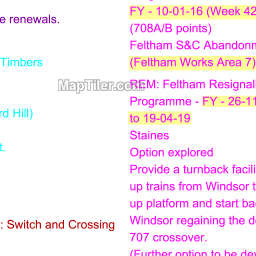 e renewals.
Timbers
rd Hill)
t.
: Switch and Crossing
FY - 10-01-16 (Week 42
(708A/B points)
Feltham S&C Abandonm
(Feltham Works Area 7)
REM: Feltham Resignal
Programme - FY - 26-11
to 19-04-19
Staines
Option explored
Provide a turnback facili
up trains from Windsor t
up platform and start ba
Windsor regaining the d
707 crossover.
(Further option to be dev
MapTiler.com